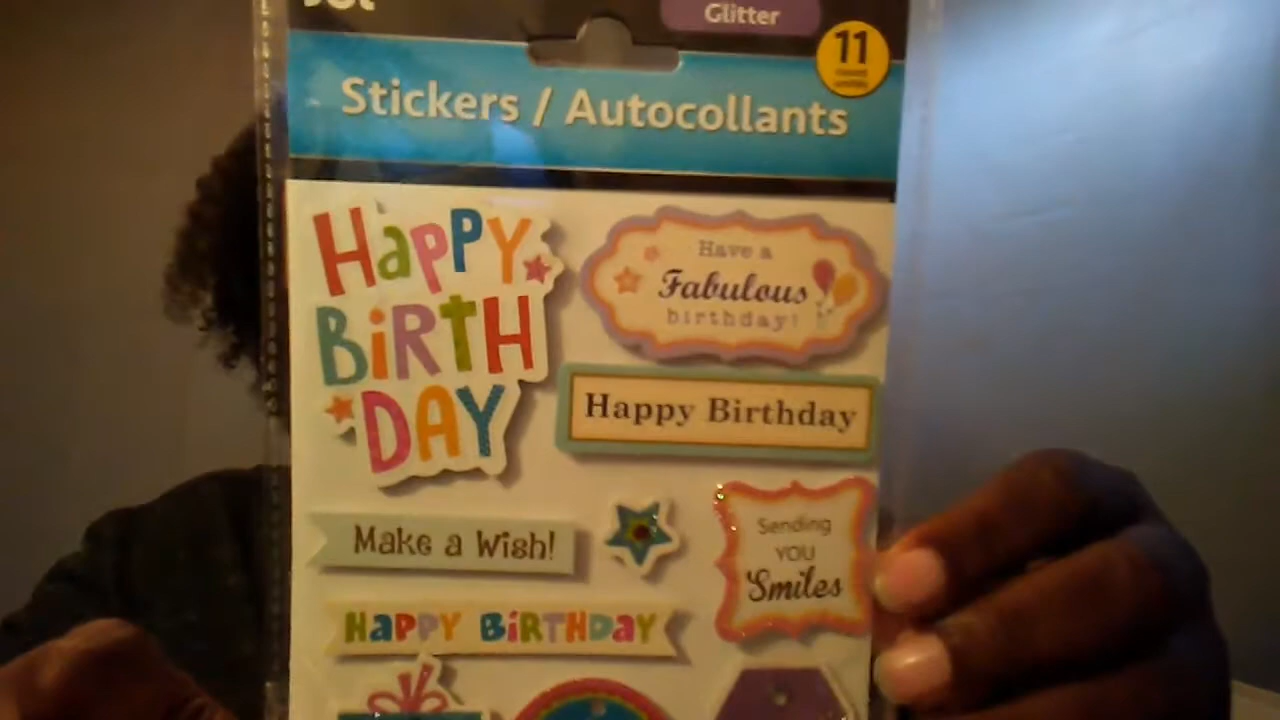 Glitter
11
Stickers / Autocollants
HaPPY
BiRtH
DAY
Have a
Fabulous
birthday!
Happy Birthday
Make a Wish!
Sending
YOU
Smiles
HAPPY BiRTHDAY